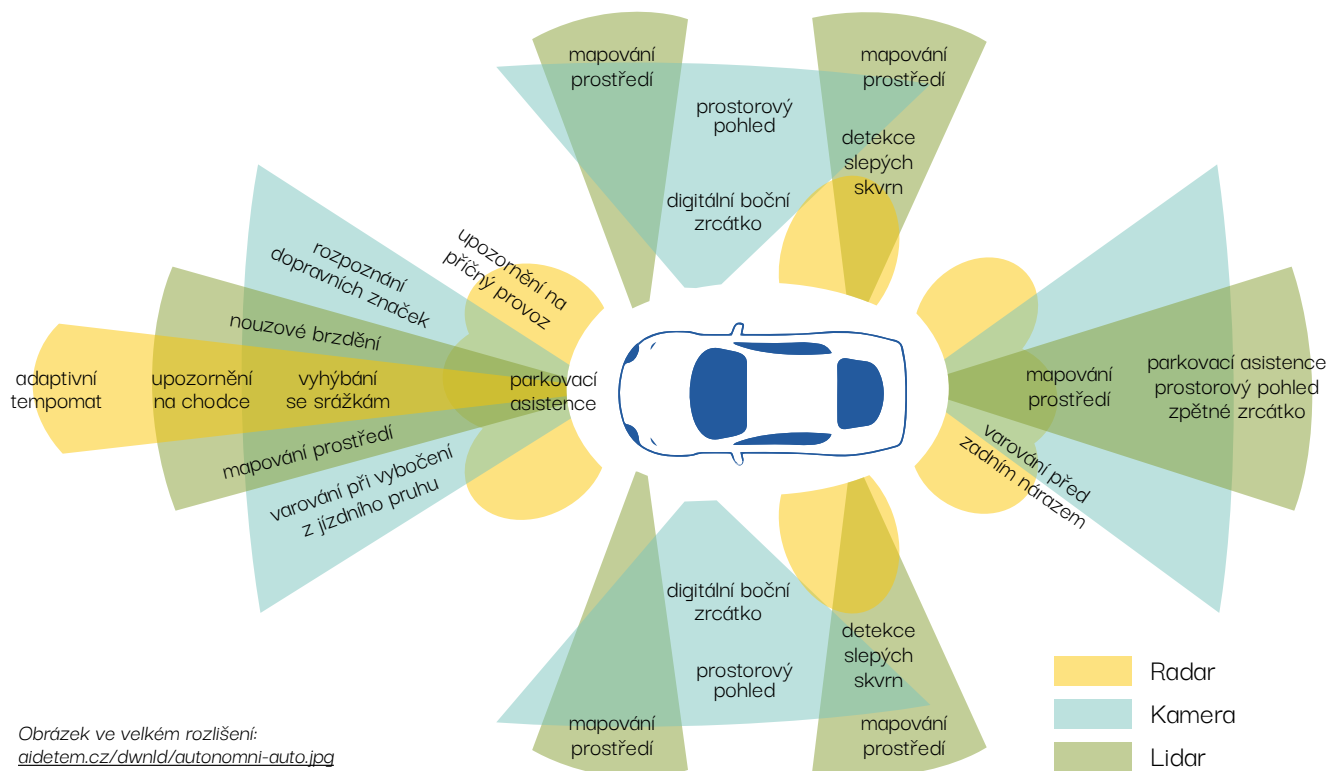 mapování
prostředí
mapování
prostředí
prostorový
pohled
detekce
slepých
skvrn
digitální boční
zrcátko
upozornění na
příčný provoz
rozpoznání
dopravních značek
nouzové brzdění
adaptivní
tempomat
upozornění
na chodce
vyhýbání
se srážkám
parkovací
asistence
mapování
prostředí
parkovací asistence
prostorový pohled
zpětné zrcátko
mapování prostředí
varování při vybočení
z jízdního pruhu
varování před
zadním nárazem
digitální boční
zrcátko
detekce
slepých
skvrn
prostorový
pohled
mapování
prostředí
mapování
prostředí
Radar
Kamera
Lidar
Obrázek ve velkém rozlišení:
aidetem.cz/dwnld/autonomni-auto.jpg